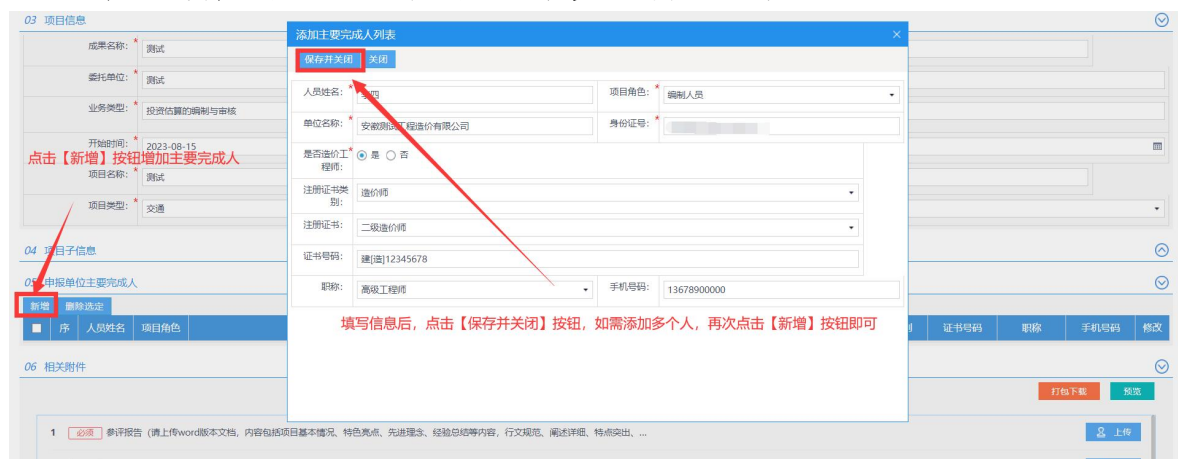 03 项目信息
添加主要完成人列表
成果名称: * 测试
保存并关闭 关闭
委托单位: * 测试
人员姓名: * 李四 项目角色: * 编制人员
业务类型: * 投资估算的编制与审核
单位名称: * 安徽测试工程造价有限公司 身份证号: *
开始时间: * 2023-08-15
点击【新增】按钮增加主要完成人
是否造价工程师: * 是 否
项目名称: * 测试
注册证书类别: 造价师
项目类型: * 交通
注册证书: 二级造价师
04 项目子信息
证书号码: 建[造]12345678
05 申报单位主要完成人
职称: 高级工程师 手机号码: 13678900000
新增 删除选定
填写信息后，点击【保存并关闭】按钮，如需添加多个人，再次点击【新增】按钮即可
序 人员姓名 项目角色 证书号码 职称 手机号码 修改
06 相关附件
打包下载 预览
1 必须 参评报告 (请上传word版本文档, 内容包括项目基本情况、特色亮点、先进理念、经验总结等内容, 行文规范、阐述详细、特点突出、...
上传